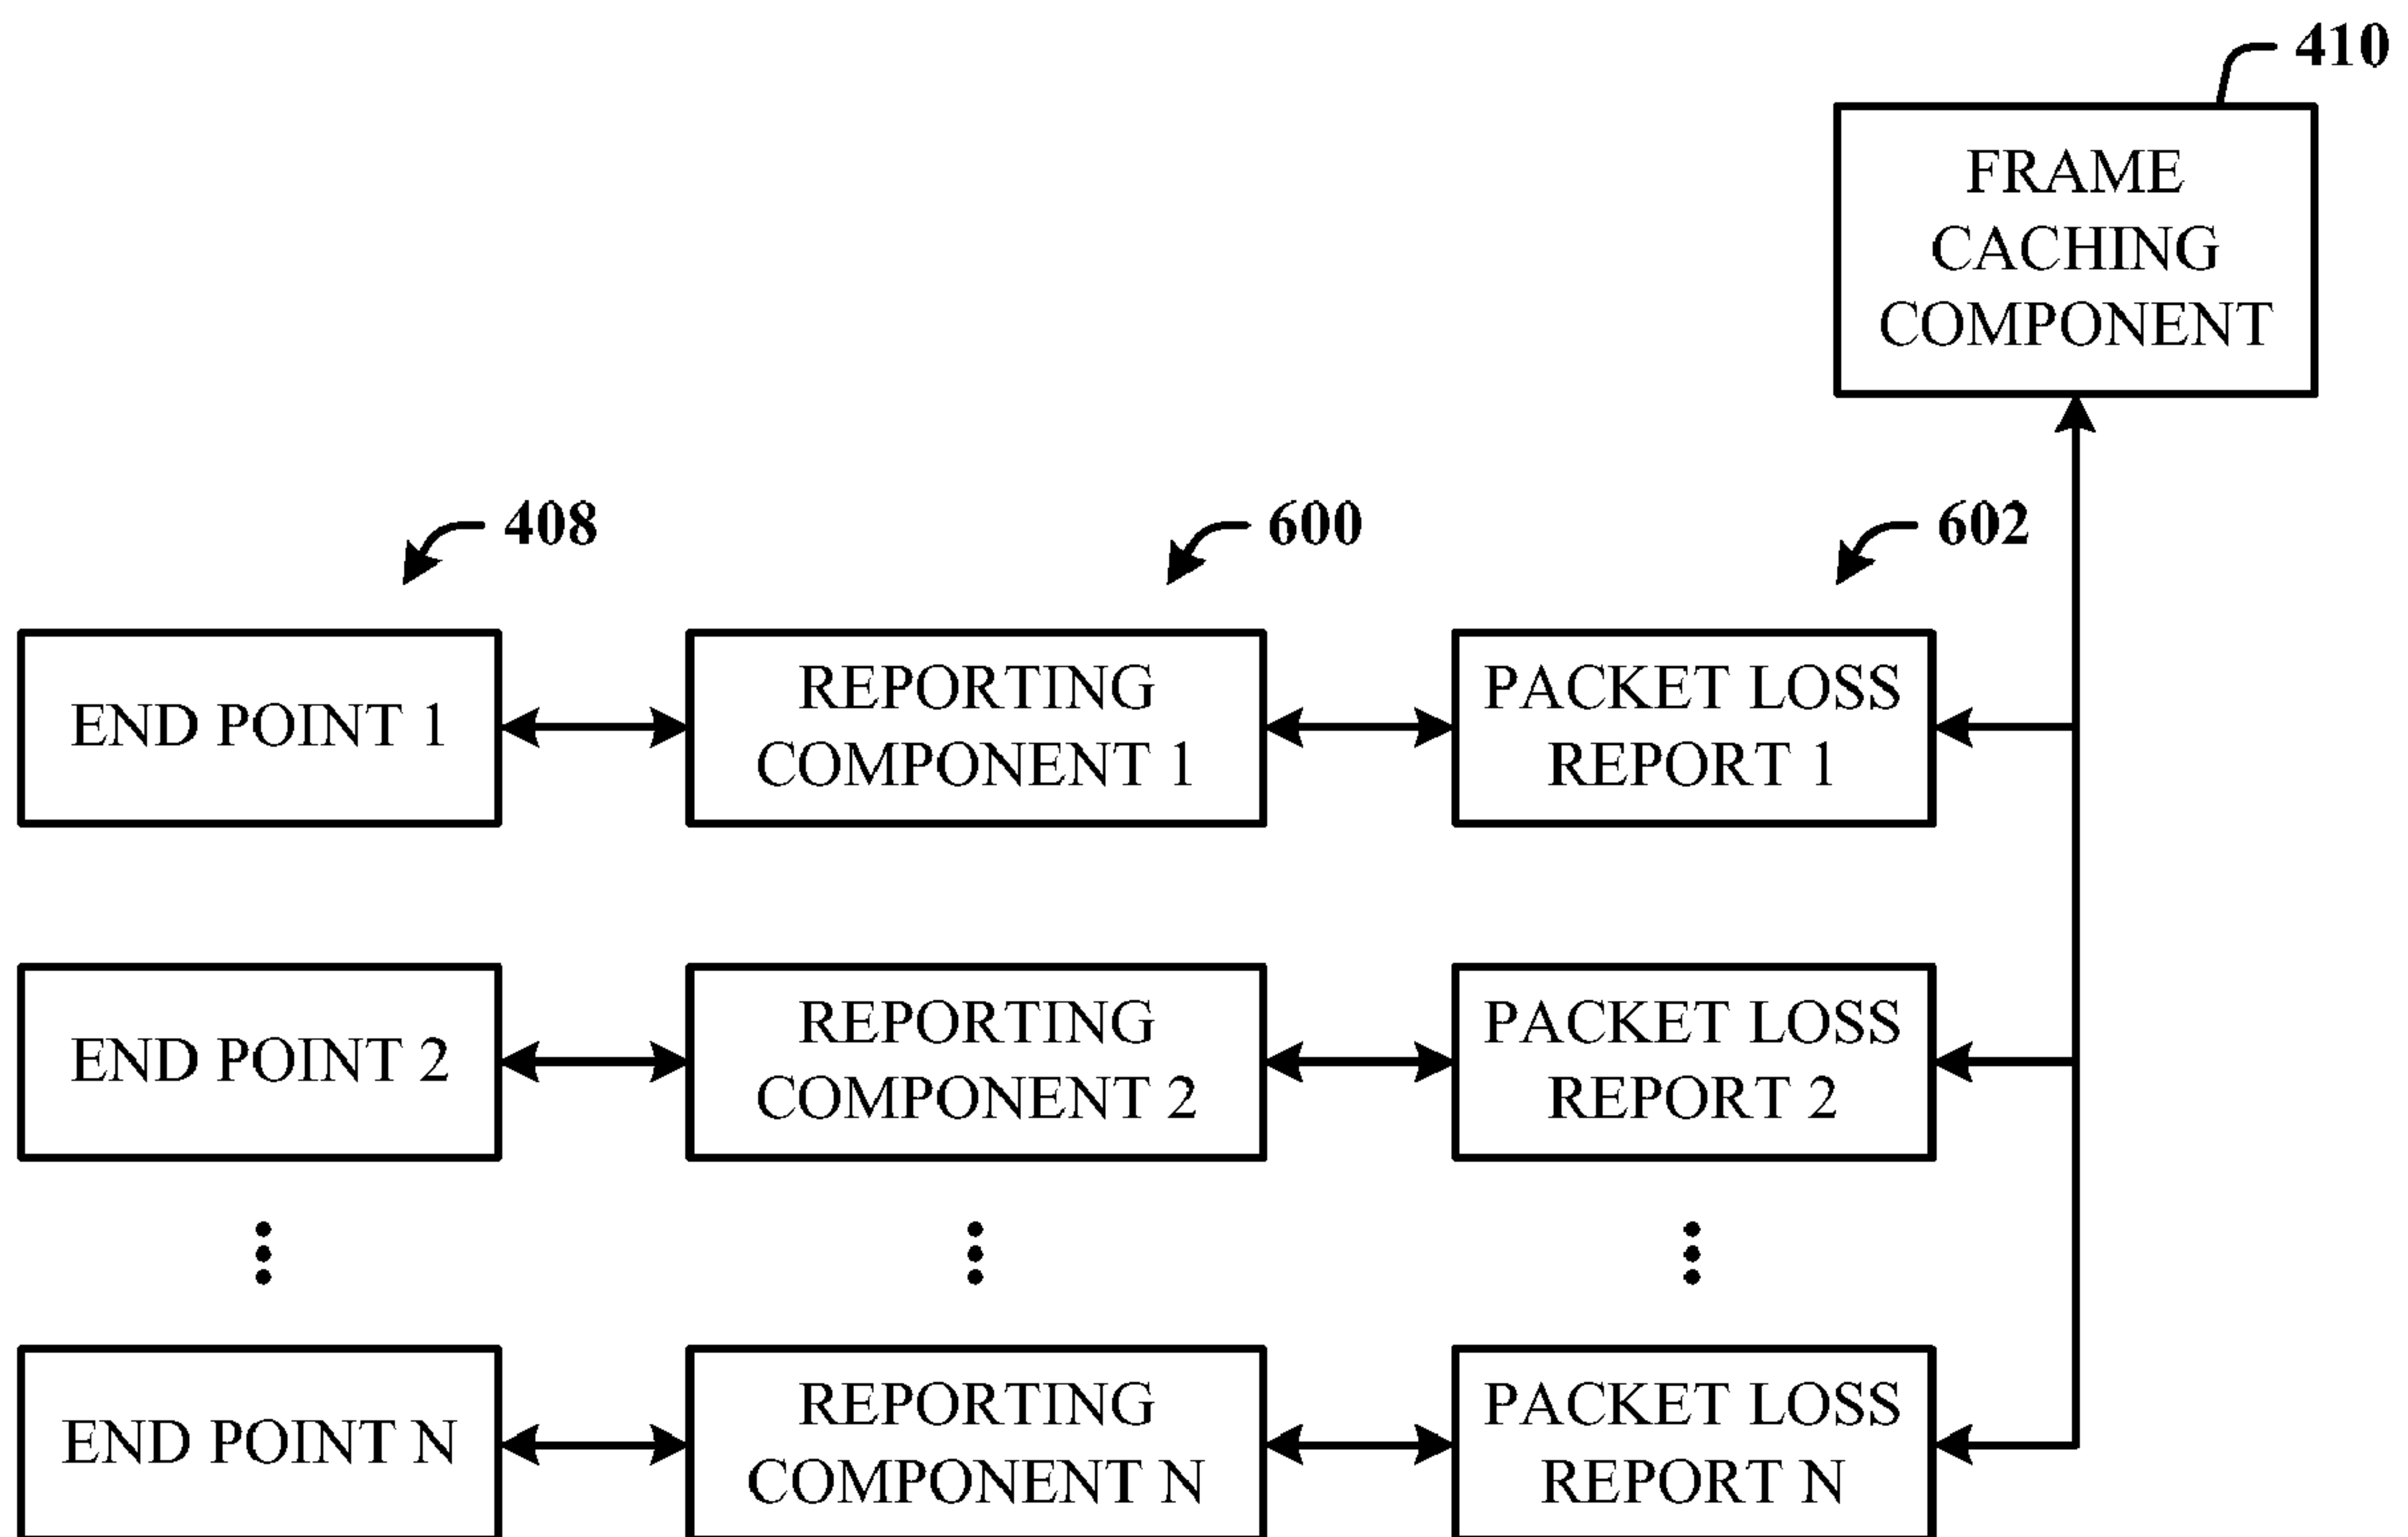 410
FRAME
CACHING
COMPONENT
408
600
602
END POINT 1
REPORTING
COMPONENT 1
PACKET LOSS
REPORT 1
END POINT 2
REPORTING
COMPONENT 2
PACKET LOSS
REPORT 2
END POINT N
REPORTING
COMPONENT N
PACKET LOSS
REPORT N